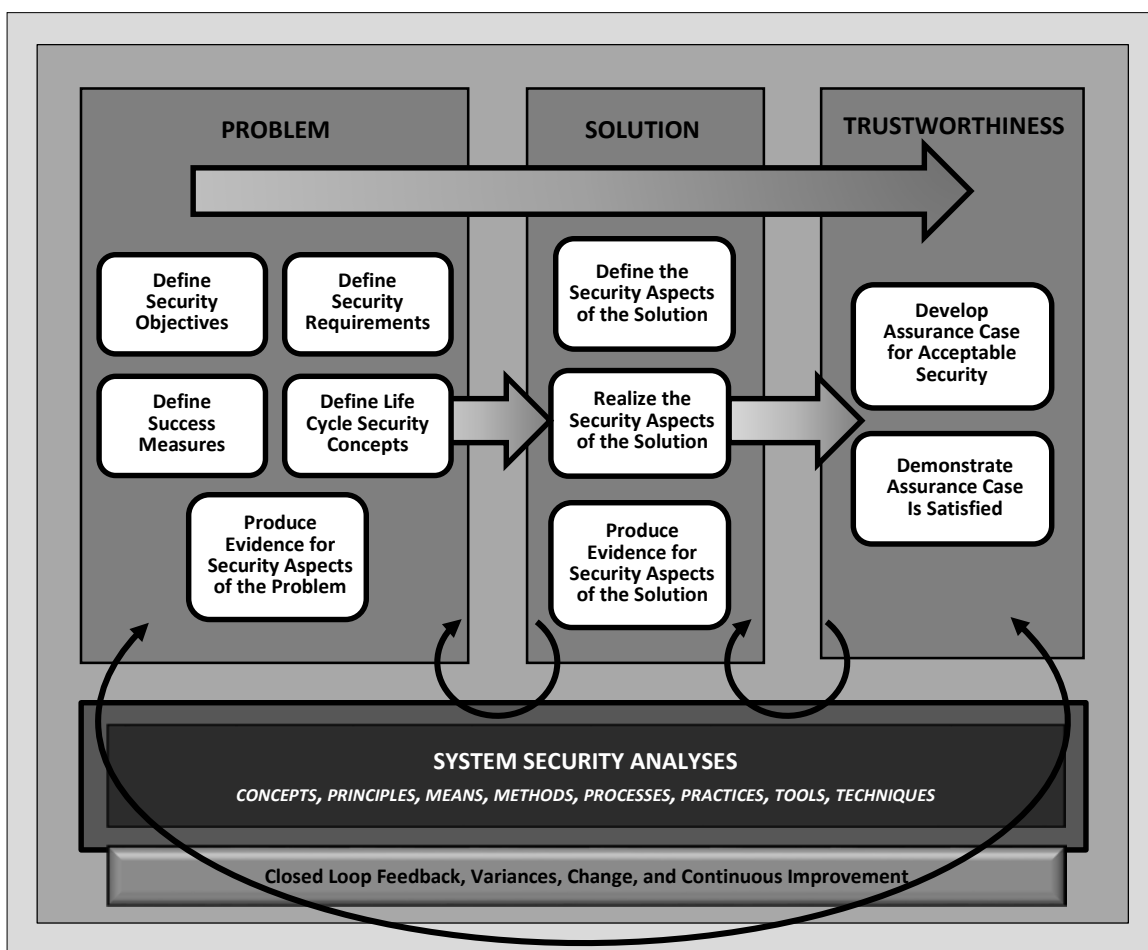 PROBLEM
Define
Security
Objectives
Define
Security
Requirements
Define
Success
Measures
Define Life
Cycle Security
Concepts
Produce
Evidence for
Security Aspects
of the Problem
SOLUTION
Define the
Security Aspects
of the Solution
Realize the
Security Aspects
of the Solution
Produce
Evidence for
Security Aspects
of the Solution
TRUSTWORTHINESS
Develop
Assurance Case
for Acceptable
Security
Demonstrate
Assurance Case
Is Satisfied
SYSTEM SECURITY ANALYSES
CONCEPTS, PRINCIPLES, MEANS, METHODS, PROCESSES, PRACTICES, TOOLS, TECHNIQUES
Closed Loop Feedback, Variances, Change, and Continuous Improvement